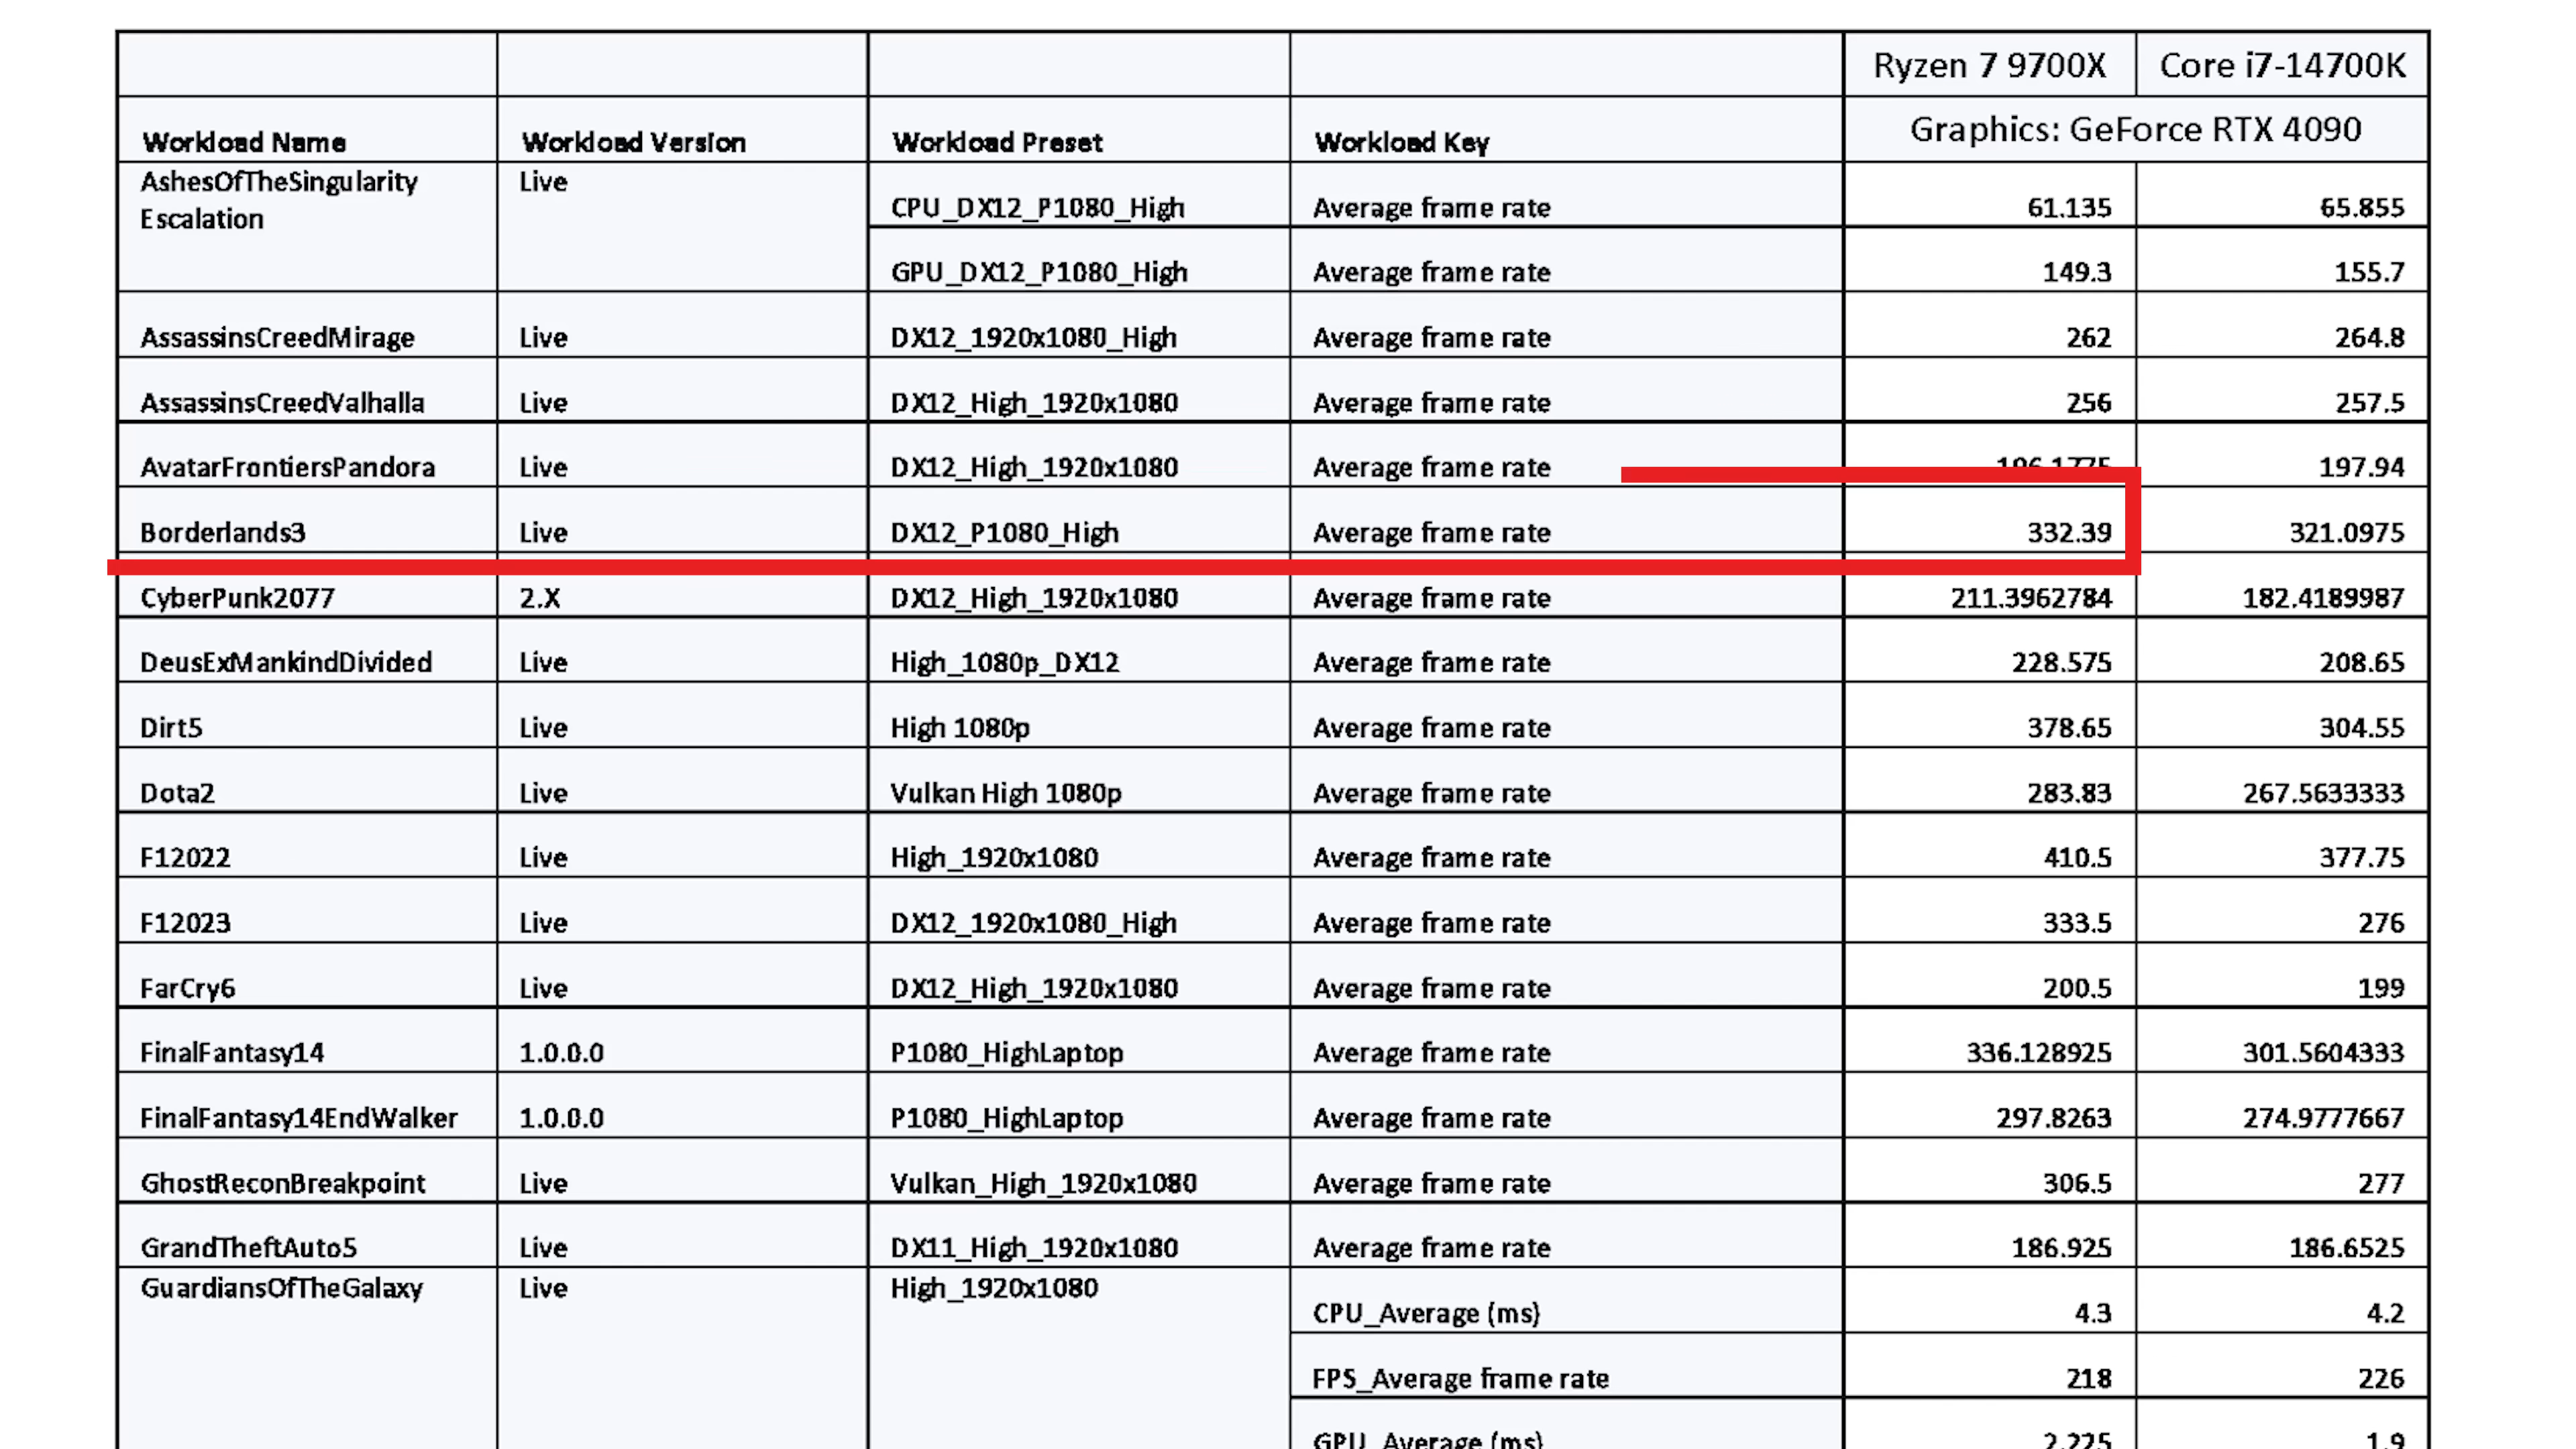 Ryzen 7 9700X Core i7-14700K
Workload Name Workload Version Workload Preset Workload Key Graphics: GeForce RTX 4090
AshesOfTheSingularity Live
Escalation
CPU_DX12_P1080_High Average frame rate 61.135 65.855
GPU_DX12_P1080_High Average frame rate 149.3 155.7
AssassinsCreedMirage Live DX12_1920x1080_High Average frame rate 262 264.8
AssassinsCreedValhalla Live DX12_High_1920x1080 Average frame rate 256 257.5
AvatarFrontiersPandora Live DX12_High_1920x1080 Average frame rate 197.94
Borderlands3 Live DX12_P1080_High Average frame rate 332.39 321.0975
CyberPunk2077 2.X DX12_High_1920x1080 Average frame rate 211.3962784 182.4189987
DeusExMankindDivided Live High_1080p_DX12 Average frame rate 228.575 208.65
Dirt5 Live High 1080p Average frame rate 378.65 304.55
Dota2 Live Vulkan High 1080p Average frame rate 283.83 267.5633333
F12022 Live High_1920x1080 Average frame rate 410.5 377.75
F12023 Live DX12_1920x1080_High Average frame rate 333.5 276
FarCry6 Live DX12_High_1920x1080 Average frame rate 200.5 199
FinalFantasy14 1.0.0.0 P1080_HighLaptop Average frame rate 336.128925 301.5604333
FinalFantasy14EndWalker 1.0.0.0 P1080_HighLaptop Average frame rate 297.8263 274.9777667
GhostReconBreakpoint Live Vulkan_High_1920x1080 Average frame rate 306.5 277
GrandTheftAuto5 Live DX11_High_1920x1080 Average frame rate 186.925 186.6525
GuardiansOfTheGalaxy Live High_1920x1080
CPU_Average (ms) 4.3 4.2
FPS_Average frame rate 218 226
GPU_Average (ms) 2.225 1.9